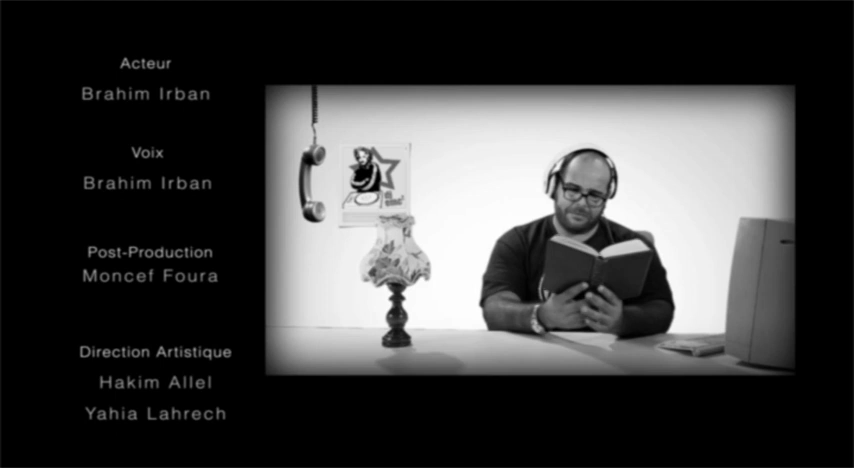 Acteur
Brahim Irban
Voix
Brahim Irban
Post-Production
Moncef Foura
Direction Artistique
Hakim Allel
Yahia Lahrech